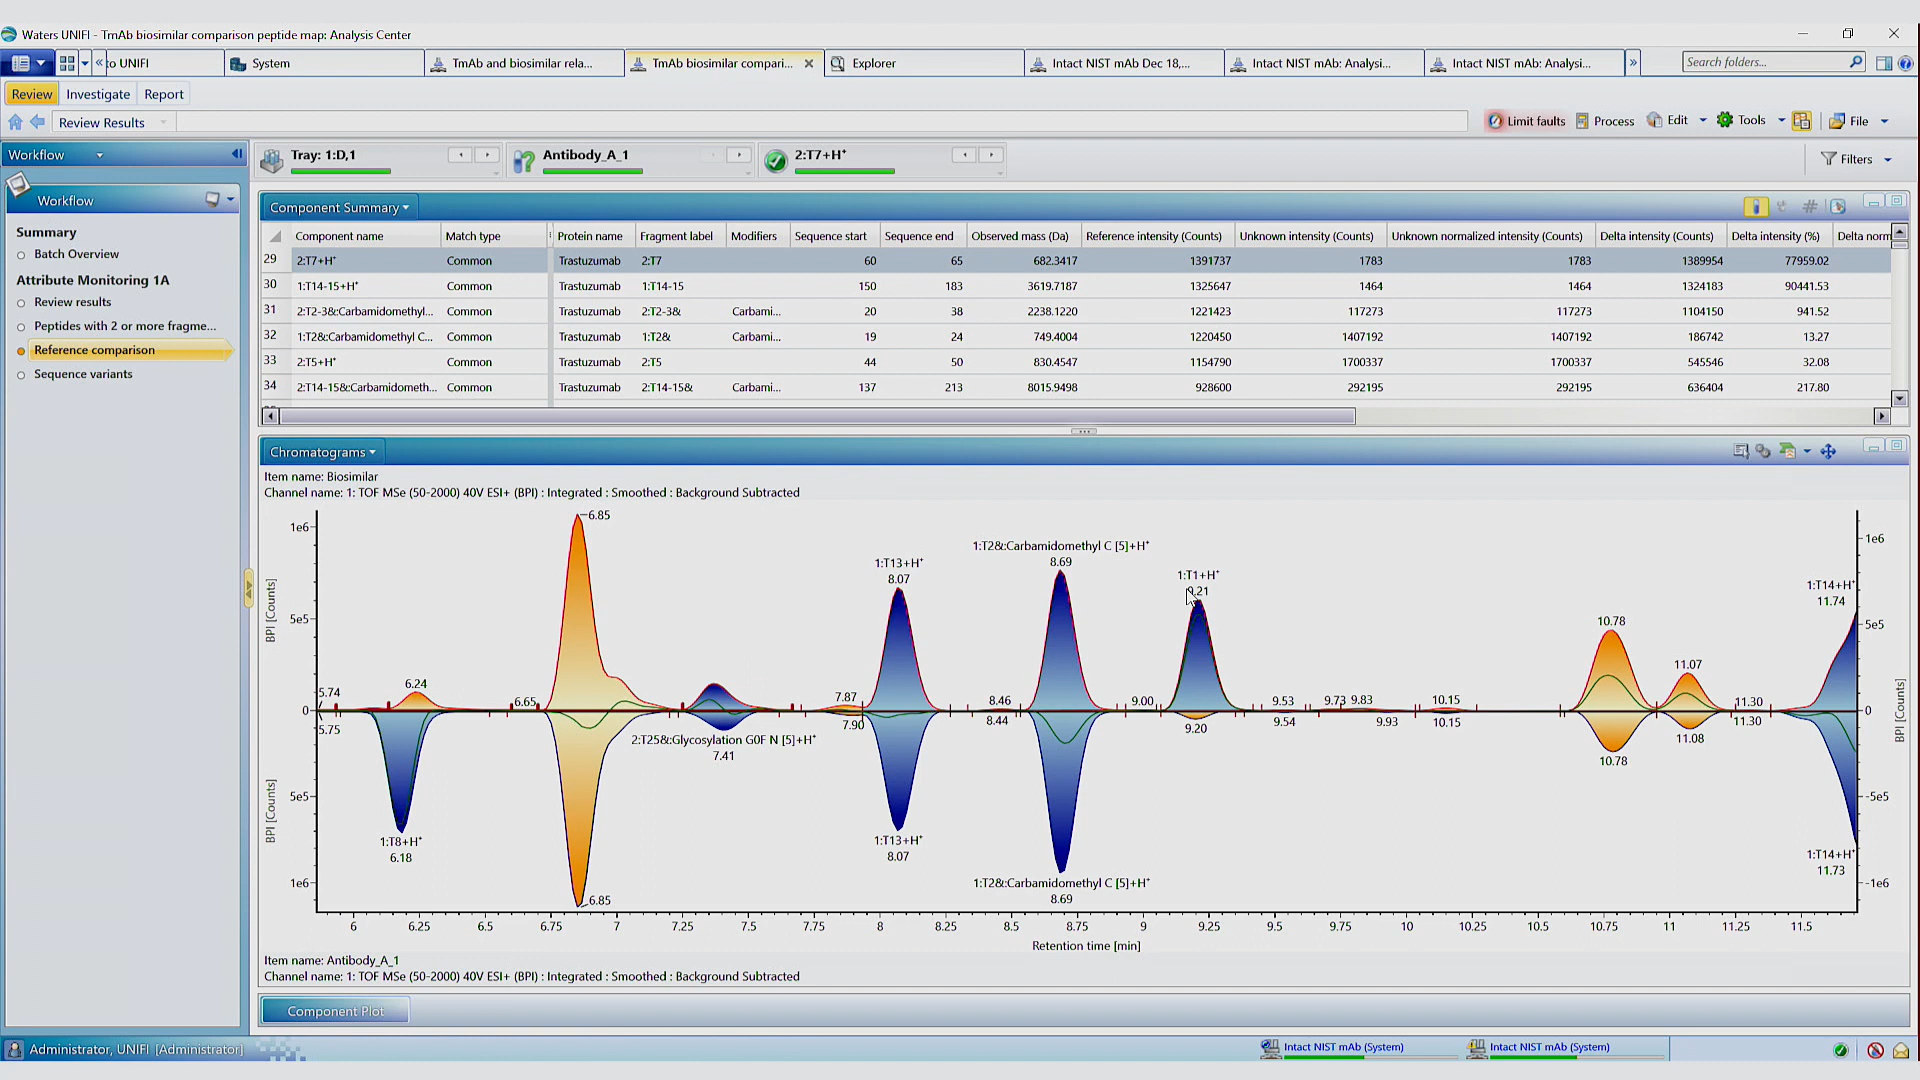 Waters UNIFI - TmAb biosimilar comparison peptide map: Analysis Center
to UNIFI
System
TmAb and biosimilar rela...
TmAb biosimilar compari...
Explorer
Intact NIST mAb Dec 18,...
Intact NIST mAb: Analysi...
Intact NIST mAb: Analysi...
Search folders...
Review Investigate Report
Review Results
Limit faults Process Edit Tools File
Workflow
Tray: 1:D,1
Antibody_A_1
2:T7+H⁺
Filters
Workflow
Summary
Batch Overview
Attribute Monitoring 1A
Review results
Peptides with 2 or more fragme...
Reference comparison
Sequence variants
Component Summary
Component name Match type Protein name Fragment label Modifiers Sequence start Sequence end Observed mass (Da) Reference intensity (Counts) Unknown intensity (Counts) Unknown normalized intensity (Counts) Delta intensity (Counts) Delta intensity (%) Delta norm
29 2:T7+H⁺ Common Trastuzumab 2:T7 60 65 682.3417 1391737 1783 1783 1389954 77959.02
30 1:T14-15+H⁺ Common Trastuzumab 1:T14-15 150 183 3619.7187 1325647 1464 1464 1324183 90441.53
31 2:T2-3&:Carbamidomethyl... Common Trastuzumab 2:T2-3& Carbami... 20 38 2238.1220 1221423 117273 117273 1104150 941.52
32 1:T2&:Carbamidomethyl C... Common Trastuzumab 1:T2& Carbami... 19 24 749.4004 1220450 1407192 1407192 186742 13.27
33 2:T5+H⁺ Common Trastuzumab 2:T5 44 50 830.4547 1154790 1700337 1700337 545546 32.08
34 2:T14-15&:Carbamidometh... Common Trastuzumab 2:T14-15& Carbami... 137 213 8015.9498 928600 292195 292195 636404 217.80
Chromatograms
Item name: Biosimilar
Channel name: 1: TOF MSe (50-2000) 40V ESI+ (BPI) : Integrated : Smoothed : Background Subtracted
1e6
6.85
1e6
1:T2&:Carbamidomethyl C [5]+H⁺
8.69
1:T13+H⁺
8.07
1:T1+H⁺
9.21
1:T14+H⁺
11.74
BPI [Counts]
5e5
10.78
5e5
11.07
5.74 6.24 6.65 7.87 8.46 9.00 9.53 9.73 9.83 10.15 11.30
0
0
5.75 7.90 8.44 9.20 9.54 9.93 10.15 11.08 11.30
BPI [Counts]
2:T25&:Glycosylation G0F N [5]+H⁺
7.41
10.78
BPI [Counts]
5e5
-5e5
1:T8+H⁺
6.18
1:T13+H⁺
8.07
1:T14+H⁺
11.73
1e6
-1e6
1:T2&:Carbamidomethyl C [5]+H⁺
8.69
6.85
6 6.25 6.5 6.75 7 7.25 7.5 7.75 8 8.25 8.5 8.75 9 9.25 9.5 9.75 10 10.25 10.5 10.75 11 11.25 11.5
Retention time [min]
Item name: Antibody_A_1
Channel name: 1: TOF MSe (50-2000) 40V ESI+ (BPI) : Integrated : Smoothed : Background Subtracted
Component Plot
Administrator, UNIFI [Administrator]
Intact NIST mAb (System)
Intact NIST mAb (System)